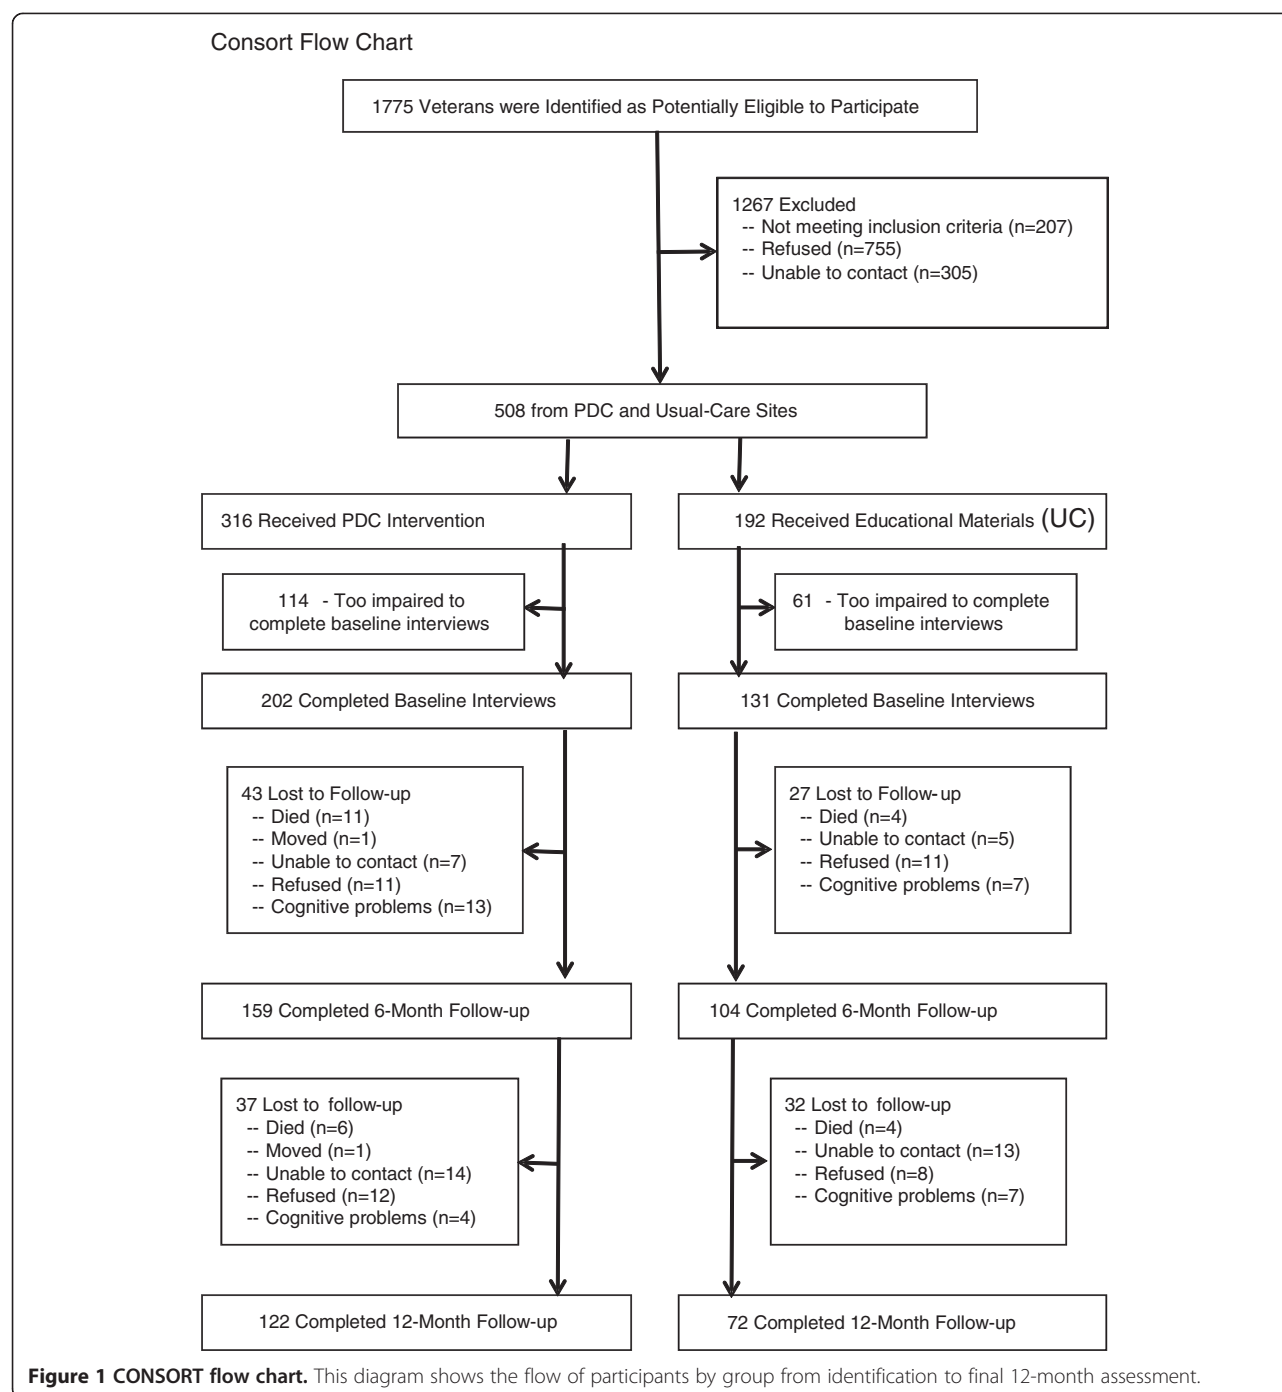 Consort Flow Chart
1775 Veterans were Identified as Potentially Eligible to Participate
1267 Excluded
-- Not meeting inclusion criteria (n=207)
-- Refused (n=755)
-- Unable to contact (n=305)
508 from PDC and Usual-Care Sites
316 Received PDC Intervention
192 Received Educational Materials (UC)
114 - Too impaired to
complete baseline interviews
61 - Too impaired to complete
baseline interviews
202 Completed Baseline Interviews
131 Completed Baseline Interviews
43 Lost to Follow-up
-- Died (n=11)
-- Moved (n=1)
-- Unable to contact (n=7)
-- Refused (n=11)
-- Cognitive problems (n=13)
27 Lost to Follow-up
-- Died (n=4)
-- Unable to contact (n=5)
-- Refused (n=11)
-- Cognitive problems (n=7)
159 Completed 6-Month Follow-up
104 Completed 6-Month Follow-up
37 Lost to follow-up
-- Died (n=6)
-- Moved (n=1)
-- Unable to contact (n=14)
-- Refused (n=12)
-- Cognitive problems (n=4)
32 Lost to follow-up
-- Died (n=4)
-- Unable to contact (n=13)
-- Refused (n=8)
-- Cognitive problems (n=7)
122 Completed 12-Month Follow-up
72 Completed 12-Month Follow-up
Figure 1 CONSORT flow chart. This diagram shows the flow of participants by group from identification to final 12-month assessment.